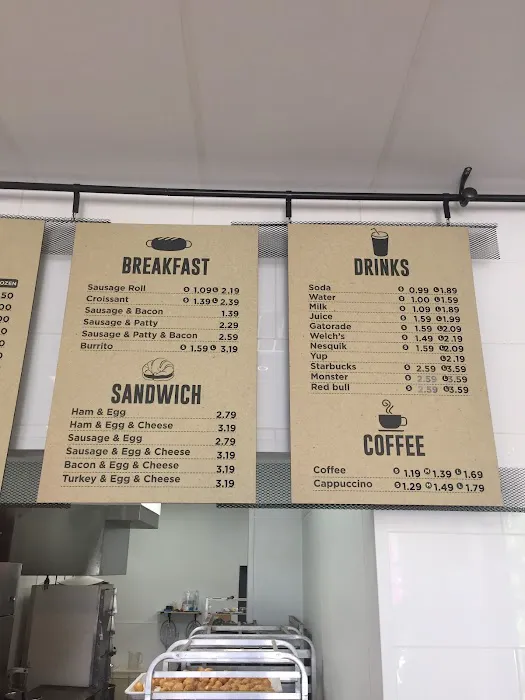 OZEN
BREAKFAST
Sausage Roll S 1.09 L 2.19
Croissant S 1.39 L 2.39
Sausage & Bacon 1.39
Sausage & Patty 2.29
Sausage & Patty & Bacon 2.59
Burrito S 1.59 L 3.19
SANDWICH
Ham & Egg 2.79
Ham & Egg & Cheese 3.19
Sausage & Egg 2.79
Sausage & Egg & Cheese 3.19
Bacon & Egg & Cheese 3.19
Turkey & Egg & Cheese 3.19
DRINKS
Soda S 0.99 L 1.89
Water S 1.00 L 1.59
Milk S 1.09 L 1.89
Juice S 1.59 L 1.99
Gatorade S 1.59 L 2.09
Welch's S 1.49 L 2.19
Nesquik S 1.59 L 2.09
Yup L 2.19
Starbucks S 2.59 L 3.59
Monster S 2.59 L 3.59
Red bull S 2.59 L 3.59
COFFEE
Coffee S 1.19 M 1.39 L 1.69
Cappuccino S 1.29 M 1.49 L 1.79